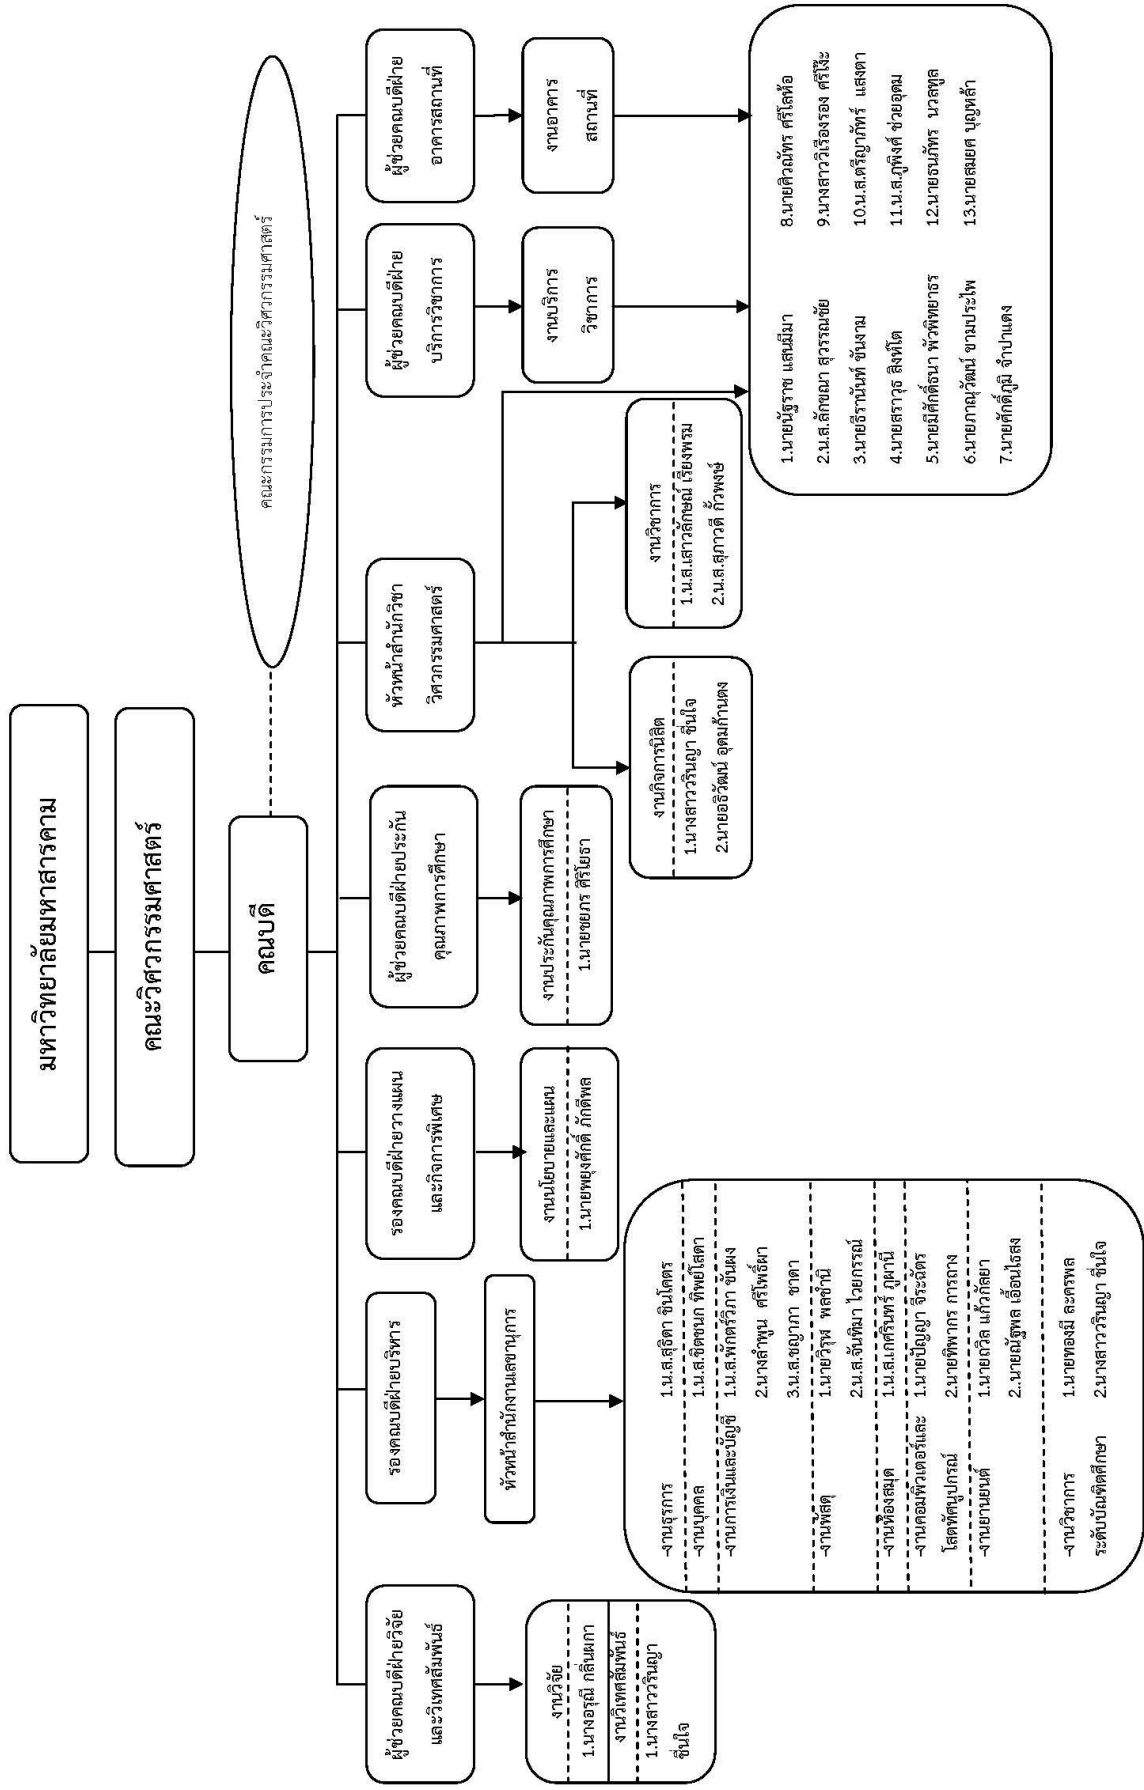 มหาวิทยาลัยมหาสารคาม
คณะวิศวกรรมศาสตร์
คณบดี
คณะกรรมการประจำคณะวิศวกรรมศาสตร์
ผู้ช่วยคณบดีฝ่ายวิจัย
และวิเทศสัมพันธ์
รองคณบดีฝ่ายบริหาร
รองคณบดีฝ่ายวางแผน
และกิจการพิเศษ
ผู้ช่วยคณบดีฝ่ายประกัน
คุณภาพการศึกษา
หัวหน้าสำนักวิชา
วิศวกรรมศาสตร์
ผู้ช่วยคณบดีฝ่าย
บริการวิชาการ
ผู้ช่วยคณบดีฝ่าย
อาคารสถานที่
งานวิจัย
1.นางอรุณี กลิ่นผกา
งานวิเทศสัมพันธ์
1.นางสาววรินญา
ชื่นใจ
หัวหน้าสำนักงานเลขานุการ
-งานธุรการ 1.น.ส.สุธิดา ชินโคตร
-งานบุคคล 1.น.ส.ชิตชนก ทิพย์โสดา
-งานการเงินและบัญชี 1.น.ส.พักตร์วิภา ขันผง
2.นางลำพูน ศรีโพธิ์ผา
3.น.ส.ชญาภา ชาดา
-งานพัสดุ 1.นายวิรุฬ พลชำนิ
2.น.ส.จันทิมา ไวยกรรณ์
-งานห้องสมุด 1.น.ส.เกศรินทร์ ภูผานี
-งานคอมพิวเตอร์และ 1.นายปัญญา จีระฉัตร
โสตทัศนูปกรณ์ 2.นายทิพากร การถาง
-งานยานยนต์ 1.นายถวิล แก้วกัลยา
2..นายณัฐพล เอื้อนไธสง
-งานวิชาการ 1.นายทองมี ละครพล
ระดับบัณฑิตศึกษา 2.นางสาววรินญา ชื่นใจ
งานนโยบายและแผน
1.นายพยุงศักดิ์ ภักดีพล
งานประกันคุณภาพการศึกษา
1.นายชยกร ศิริโยธา
งานกิจการนิสิต
1.นางสาววรินญา ชื่นใจ
2.นายอธิวัฒน์ อุดมก้านตง
งานวิชาการ
1.น.ส.เสาวลักษณ์ เรียงพรม
2.น.ส.สุภาวดี กั้วพงษ์
งานบริการ
วิชาการ
งานอาคาร
สถานที่
1.นายนัฐราช แสนมีมา
2.น.ส.ลักขณา สุวรรณชัย
3.นายธีรานันท์ ขันงาม
4.นายสราวุธ สิงห์โต
5.นายมีศักดิ์ธนา พัวพิทยาธร
6.นายภาณุวัฒน์ ขามประไพ
7.นายศักดิ์ภูมิ จำปาแดง
8.นายศิวณัทร ศรีโสห้อ
9.นางสาววิเรืองรอง ศรีโง๊ะ
10.น.ส.ตรีญาภัทร์ แสงตา
11.น.ส.ภูพิงค์ ช่วยอุดม
12.นายธนภัทร นวลทูล
13.นายสมยศ บุญหล้า